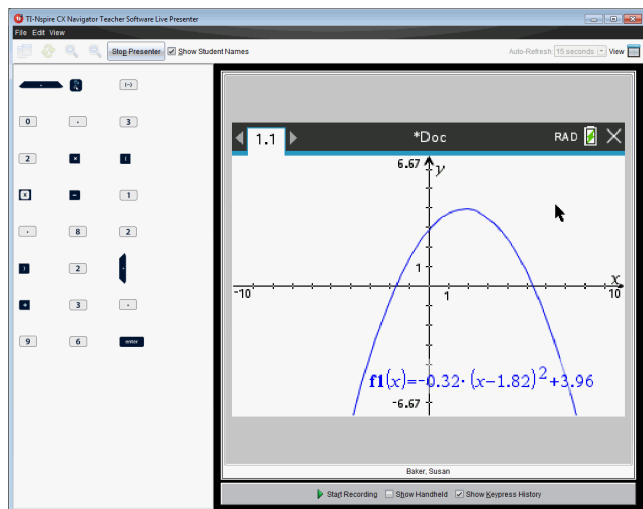 TI-Nspire CX Navigator Teacher Software Live Presenter
File Edit View
Stop Presenter Show Student Names Auto-Refresh: 15 seconds View
(-)
0 . 3
2 × (
X − 1
. 8 2
) 2
+ 3 .
9 6 enter
1.1 *Doc RAD
6.67 y
1
-10 1 x 10
f1(x)=-0.32·(x-1.82)²+3.96
-6.67
Baker, Susan
Start Recording Show Handheld Show Keypress History